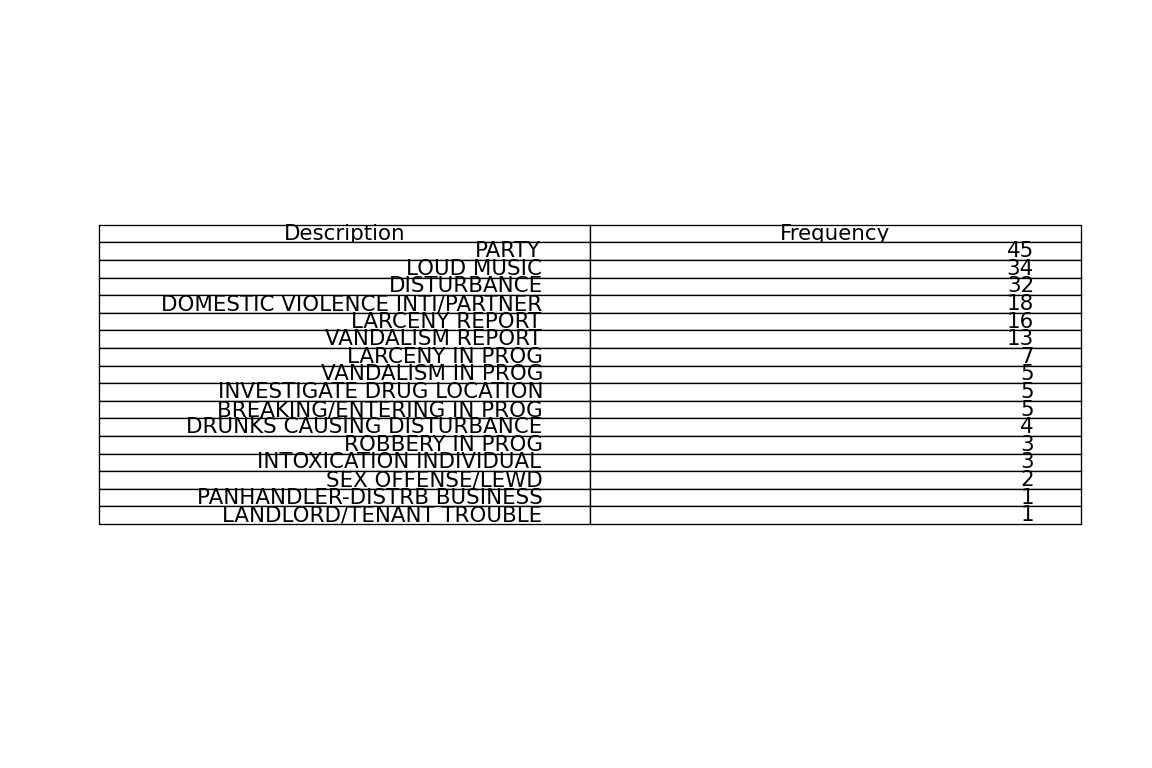 Description Frequency
PARTY 45
LOUD MUSIC 34
DISTURBANCE 32
DOMESTIC VIOLENCE INTI/PARTNER 18
LARCENY REPORT 16
VANDALISM REPORT 13
LARCENY IN PROG 7
VANDALISM IN PROG 5
INVESTIGATE DRUG LOCATION 5
BREAKING/ENTERING IN PROG 5
DRUNKS CAUSING DISTURBANCE 4
ROBBERY IN PROG 3
INTOXICATION INDIVIDUAL 3
SEX OFFENSE/LEWD 2
PANHANDLER-DISTRB BUSINESS 1
LANDLORD/TENANT TROUBLE 1